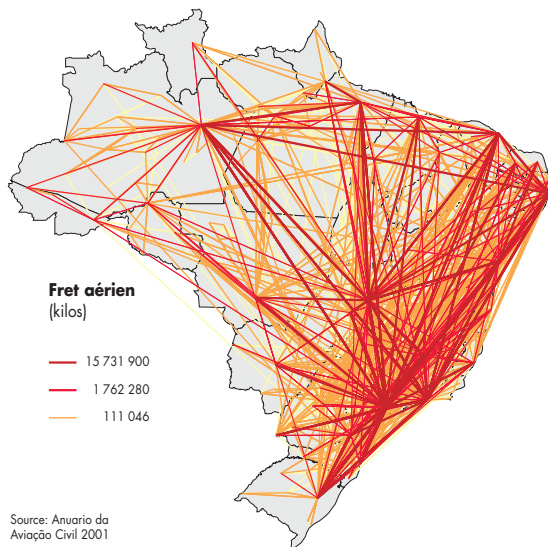 Fret aérien
(kilos)
15 731 900
1 762 280
111 046
Source: Anuario da
Aviação Civil 2001